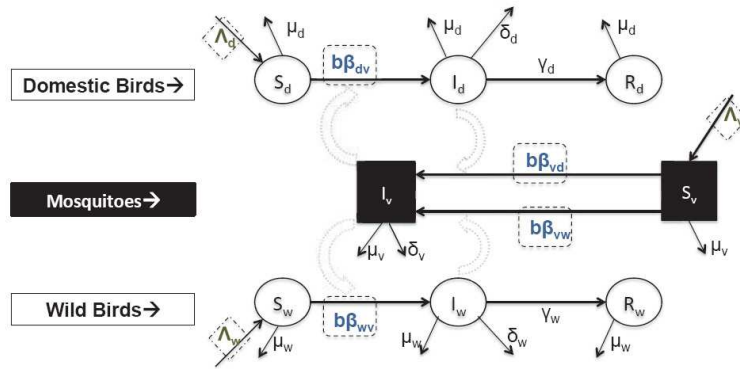 Λd μd μd δd μd
Domestic Birds→ Sd bβdv Id γd Rd
Λ
bβvd
Mosquitoes→ Iv Sv
bβvw
μv δv μv
Wild Birds→ Sw bβwv Iw γw Rw
Λw μw μw δw μw